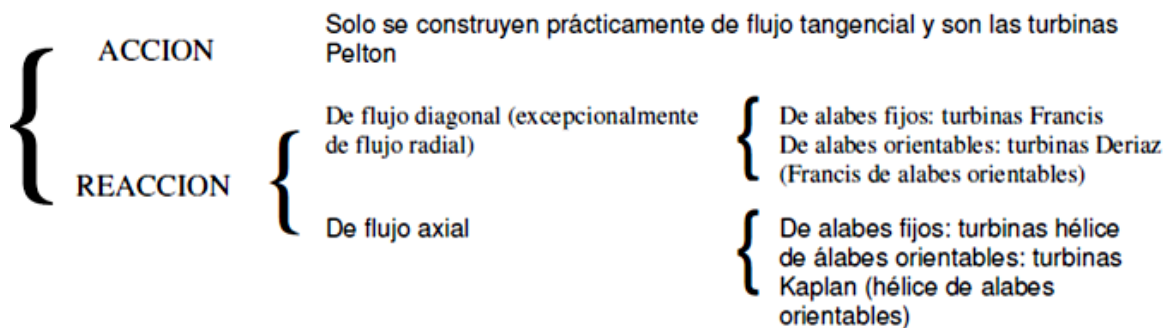 ACCION
Solo se construyen prácticamente de flujo tangencial y son las turbinas
Pelton
REACCION
De flujo diagonal (excepcionalmente
de flujo radial)
De alabes fijos: turbinas Francis
De alabes orientables: turbinas Deriaz
(Francis de alabes orientables)
De flujo axial
De alabes fijos: turbinas hélice
de álabes orientables: turbinas
Kaplan (hélice de alabes
orientables)